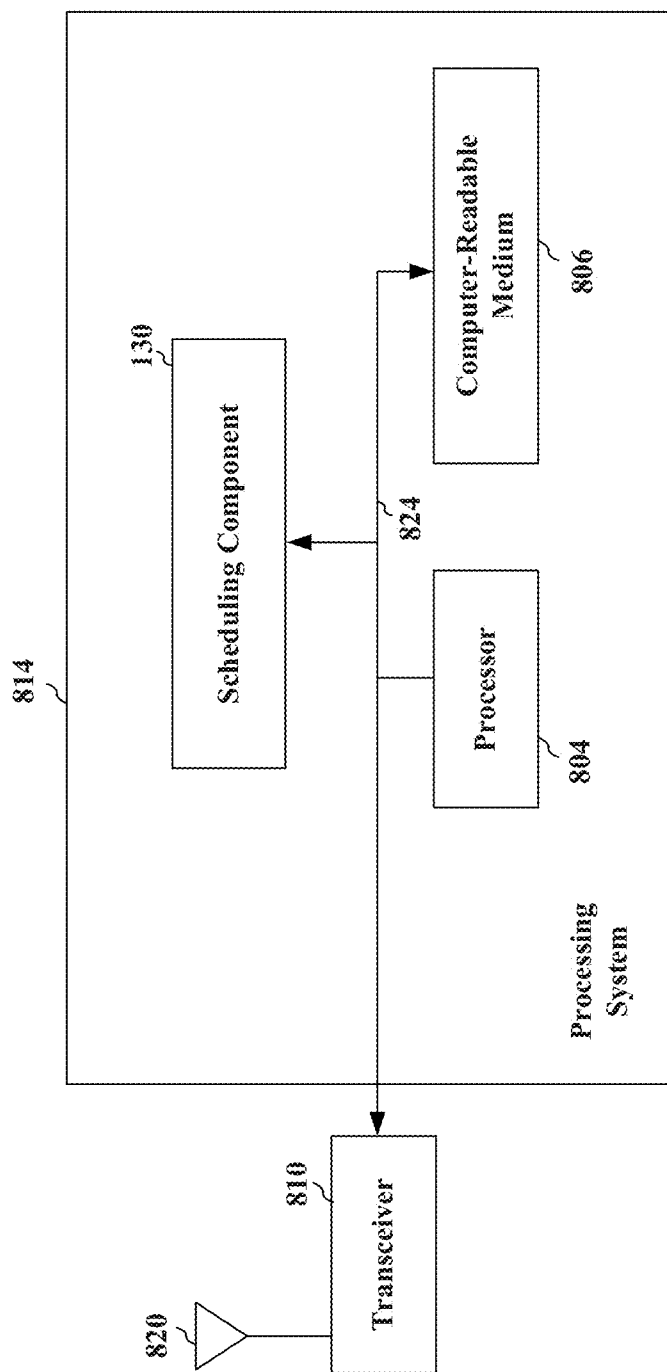 814
130
Scheduling Component
824
Processor
804
Computer-Readable
Medium
806
Processing
System
820
810
Transceiver